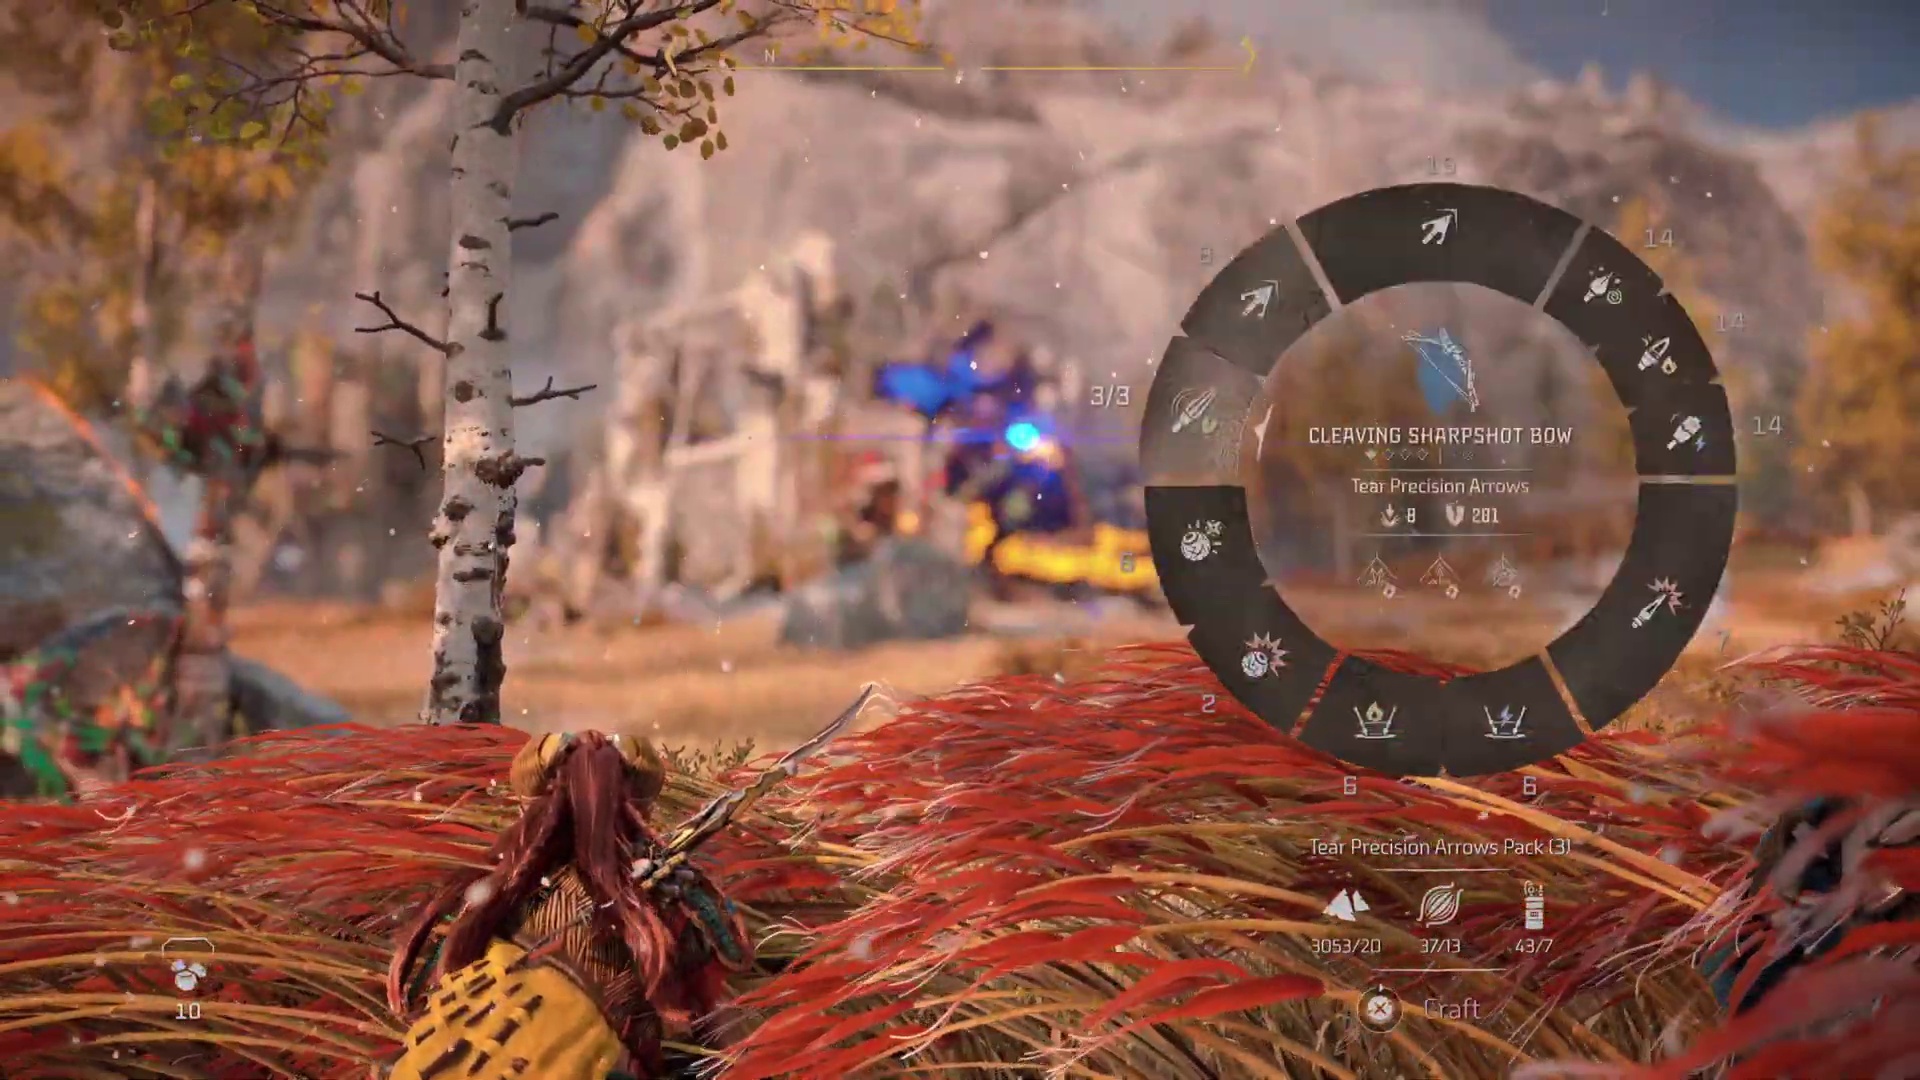 N
19
14
8
14
3/3
14
CLEAVING SHARPSHOT BOW
Tear Precision Arrows
8 281
6
7
2
6 6
Tear Precision Arrows Pack (3)
3053/20 37/13 43/7
10
Craft